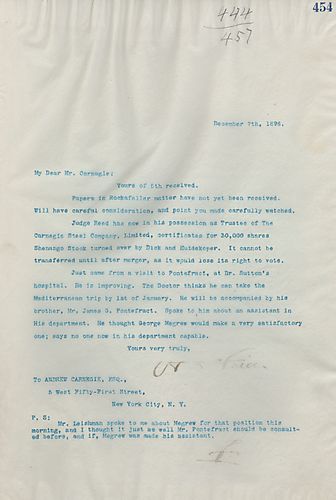 454
444
457
December 7th, 1896.
My Dear Mr. Carnegie:
Yours of 5th received.
Papers in Rockafeller matter have not yet been received.
Will have careful consideration, and point you made carefully watched.
Judge Reed has now in his possession as Trustee of The
Carnegie Steel Company, Limited, certificates for 20,000 shares
Shenango Stock turned over by Dick and Huidekoper. It cannot be
transferred until after merger, as it would lose its right to vote.
Just came from a visit to Pontefract, at Dr. Sutton's
hospital. He is improving. The Doctor thinks he can take the
Mediterranean trip by 1st of January. He will be accompanied by his
brother, Mr. James G. Pontefract. Spoke to him about an assistant in
His department. He thought George Megrew would make a very satisfactory
one; says no one now in his department capable.
Yours very truly,
To ANDREW CARNEGIE, ESQ.,
5 West Fifty-First Street,
New York City, N. Y.
P. S:
Mr. Leishman spoke to me about Megrew for that position this
morning, and I thought it just as well Mr. Pontefract should be consult-
ed before, and if, Megrew was made his assistant.